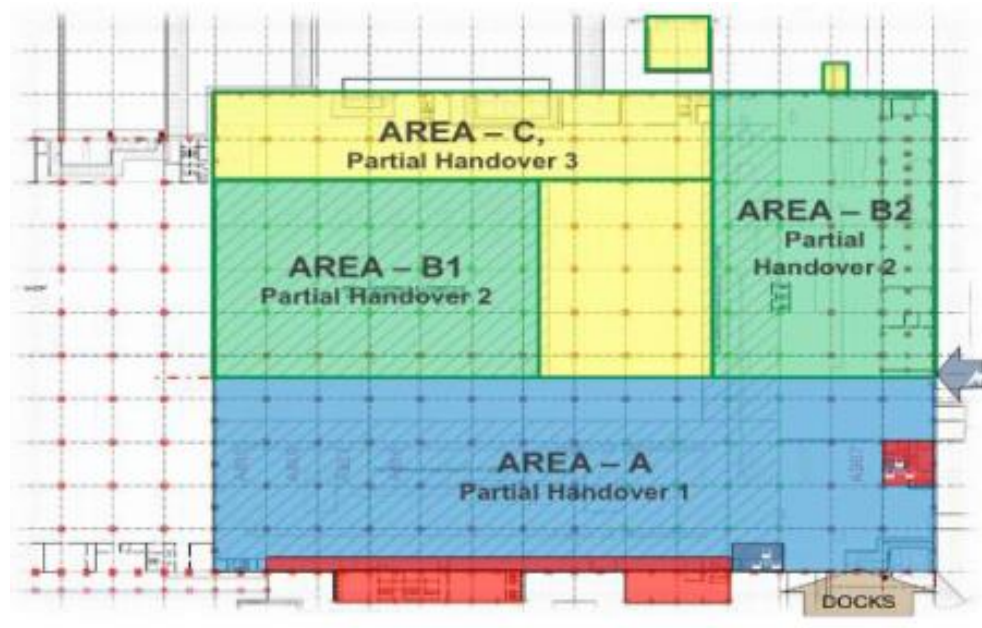 AREA – C,
Partial Handover 3
AREA – B2
Partial
Handover 2
AREA – B1
Partial Handover 2
AREA – A
Partial Handover 1
DOCKS